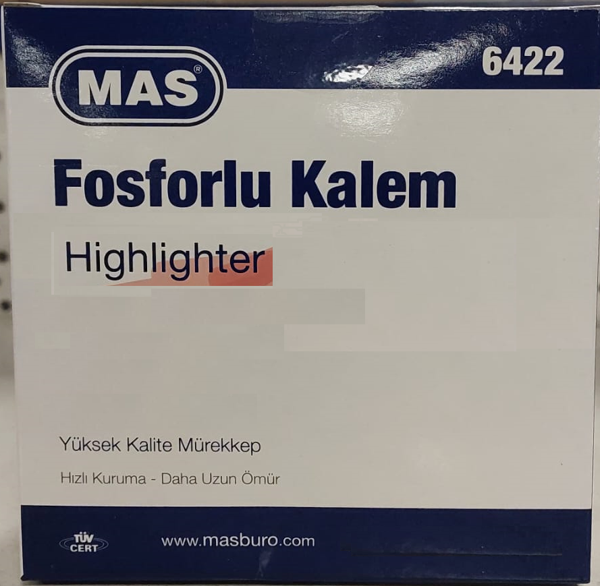 MAS®
6422
Fosforlu Kalem
Highlighter
Yüksek Kalite Mürekkep
Hızlı Kuruma - Daha Uzun Ömür
TÜV
CERT
www.masburo.com